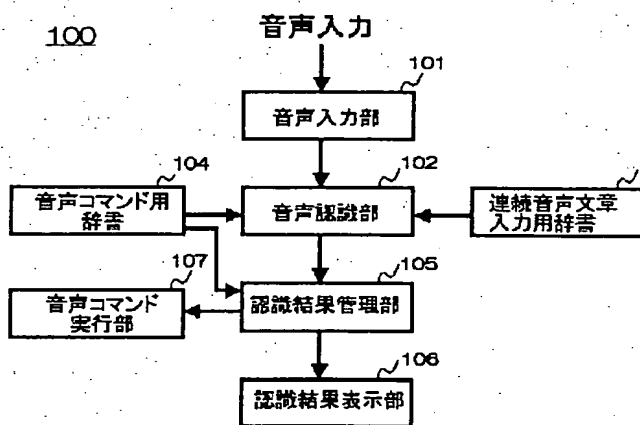 100
音声入力
101
音声入力部
104
音声コマンド用
辞書
102
音声認識部
連続音声文章
入力用辞書
107
音声コマンド
実行部
105
認識結果管理部
106
認識結果表示部